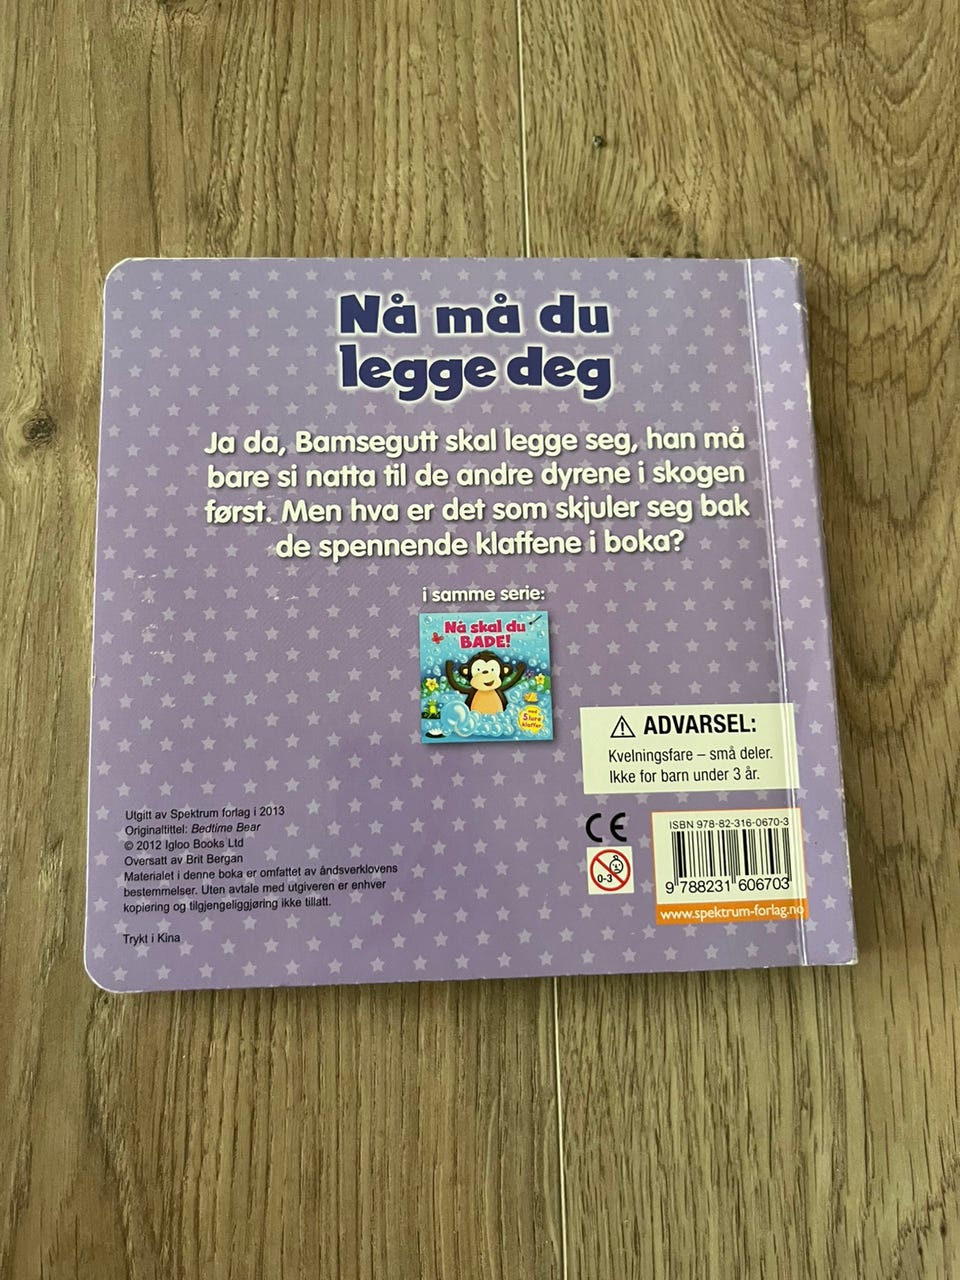 Nå må du
legge deg
Ja da, Bamsegutt skal legge seg, han må
bare si natta til de andre dyrene i skogen
først. Men hva er det som skjuler seg bak
de spennende klaffene i boka?
i samme serie:
Nå skal du
BADE!
med
5 lure
klaffer
ADVARSEL:
Kvelningsfare – små deler.
Ikke for barn under 3 år.
Utgitt av Spektrum forlag i 2013
Originaltittel: Bedtime Bear
© 2012 Igloo Books Ltd
Oversatt av Brit Bergan
Materialet i denne boka er omfattet av åndsverklovens
bestemmelser. Uten avtale med utgiveren er enhver
kopiering og tilgjengeliggjøring ikke tillatt.
Trykt i Kina
CE
0-3
ISBN 978-82-316-0670-3
9 788231 606703
www.spektrum-forlag.no